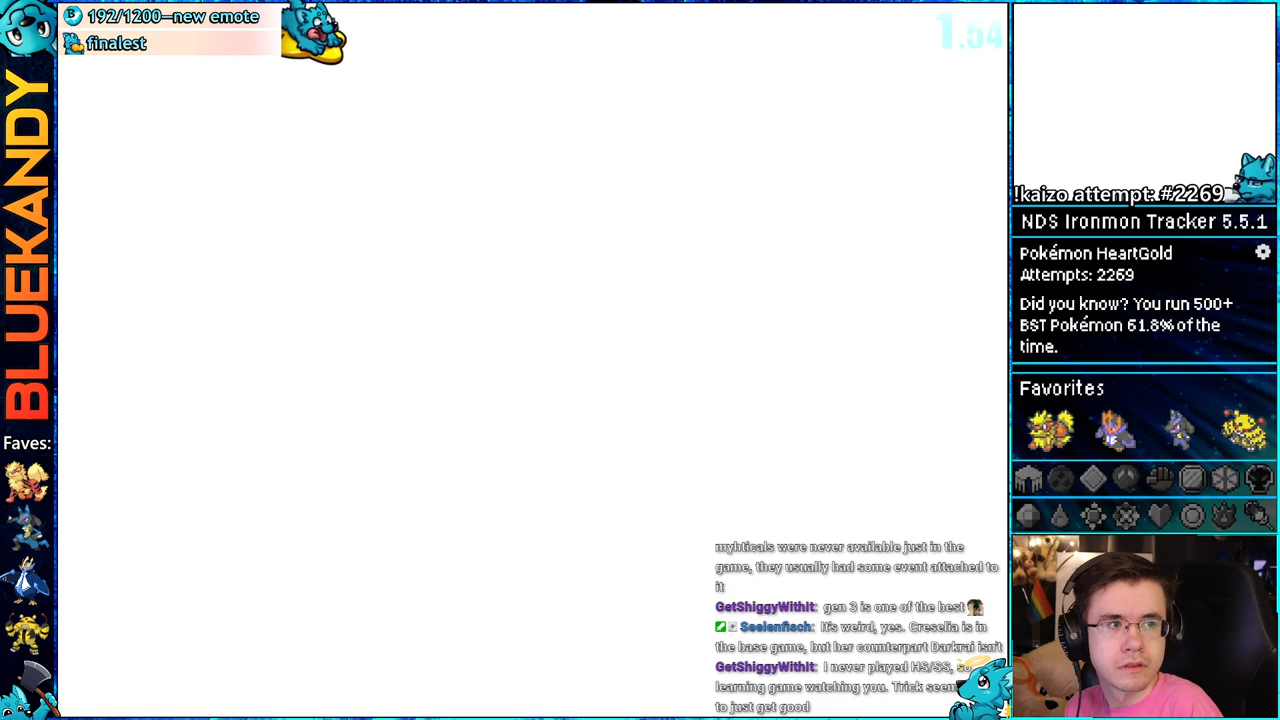 192/1200—new emote
finalest
1.54
BLUEKANDY
Faves:
!kaizo attempt: #2269
NDS Ironmon Tracker 5.5.1
Pokémon HeartGold
Attempts: 2269
Did you know? You run 500+
BST Pokémon 61.8% of the
time.
Favorites
myhticals were never available just in the
game, they usually had some event attached to
it
GetShiggyWithIt: gen 3 is one of the best
Seelenfisch: It's weird, yes. Creselia is in
the base game, but her counterpart Darkrai isn't
GetShiggyWithIt: I never played HS/SS,
learning game watching you. Trick
to just get good